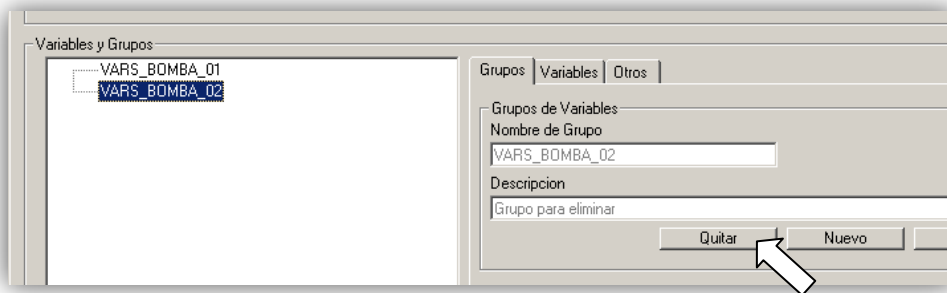 Variables y Grupos
VARS_BOMBA_01
VARS_BOMBA_02
Grupos Variables Otros
Grupos de Variables
Nombre de Grupo
VARS_BOMBA_02
Descripcion
Grupo para eliminar
Quitar Nuevo